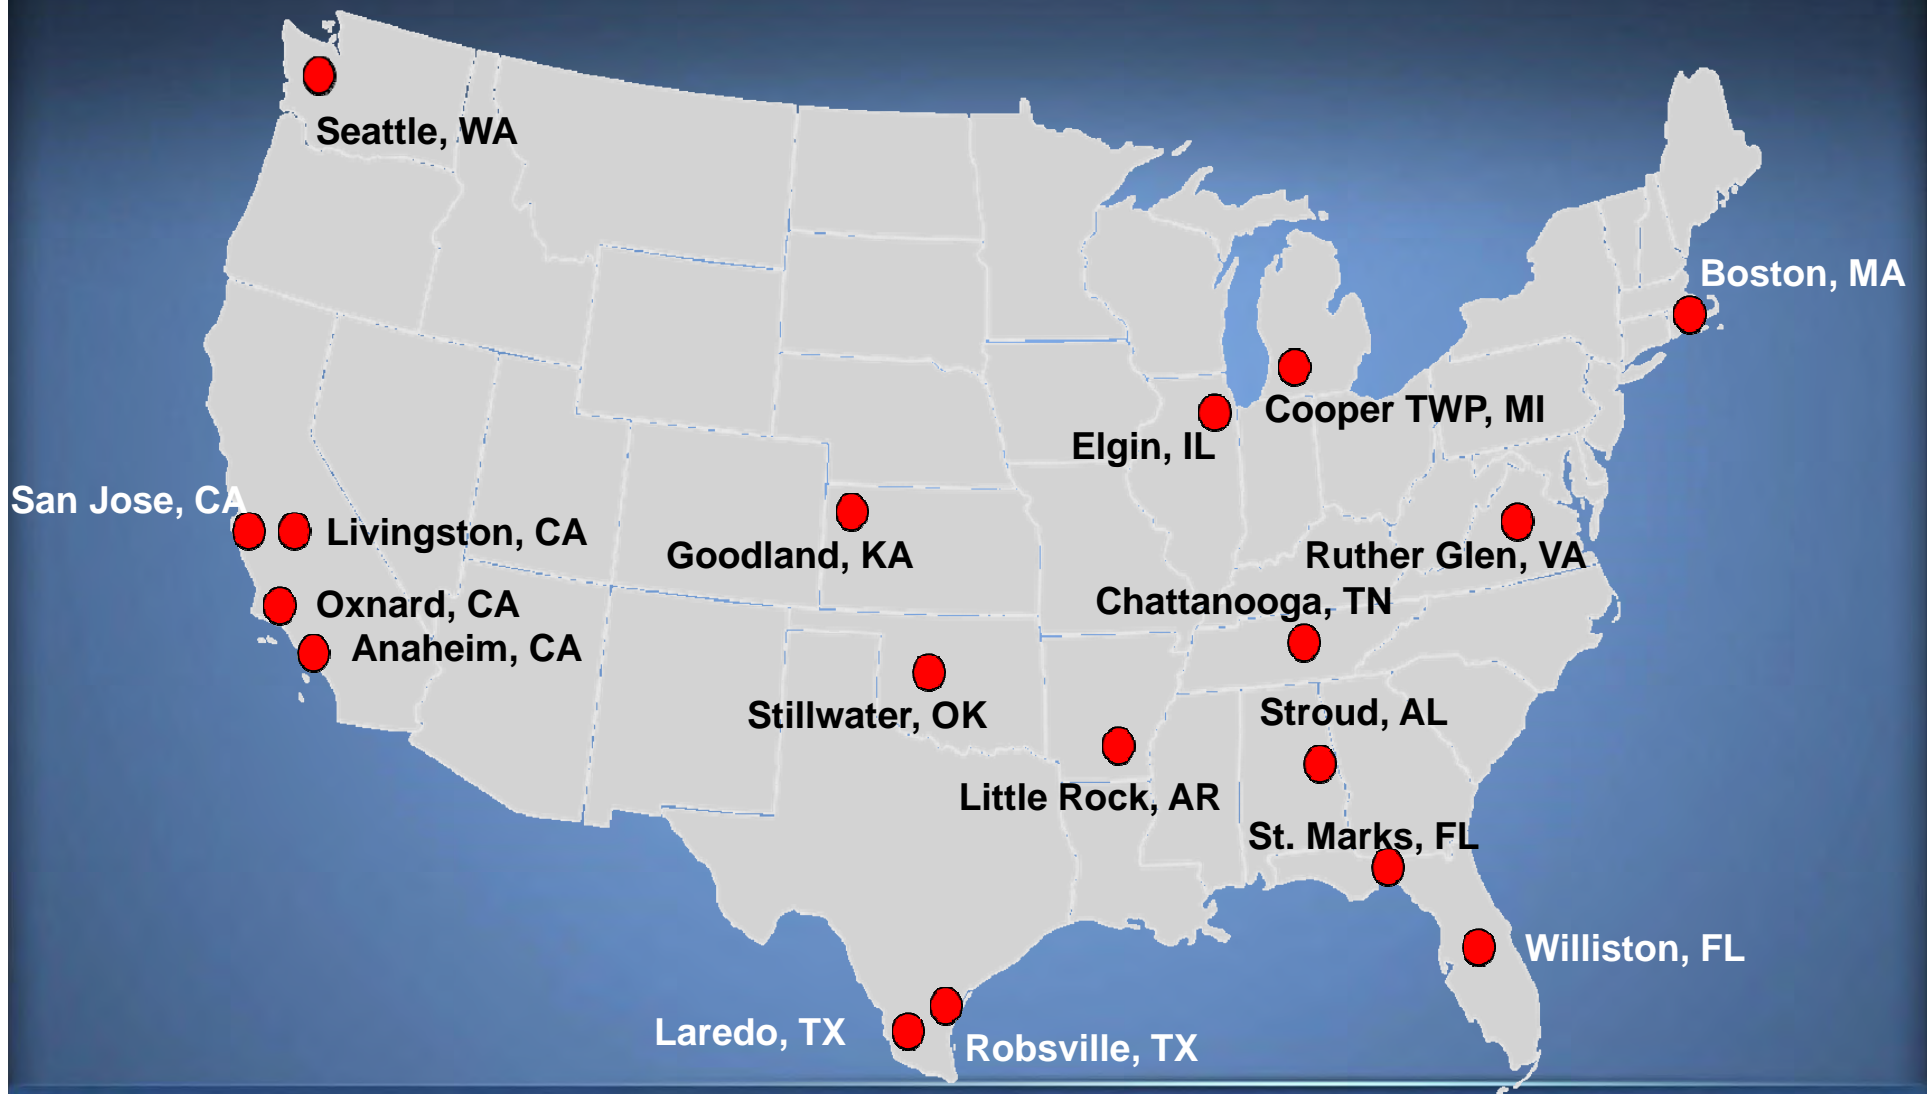 Seattle, WA
Boston, MA
Cooper TWP, MI
Elgin, IL
San Jose, CA
Livingston, CA
Goodland, KA
Ruther Glen, VA
Oxnard, CA
Chattanooga, TN
Anaheim, CA
Stillwater, OK
Stroud, AL
Little Rock, AR
St. Marks, FL
Williston, FL
Laredo, TX
Robsville, TX